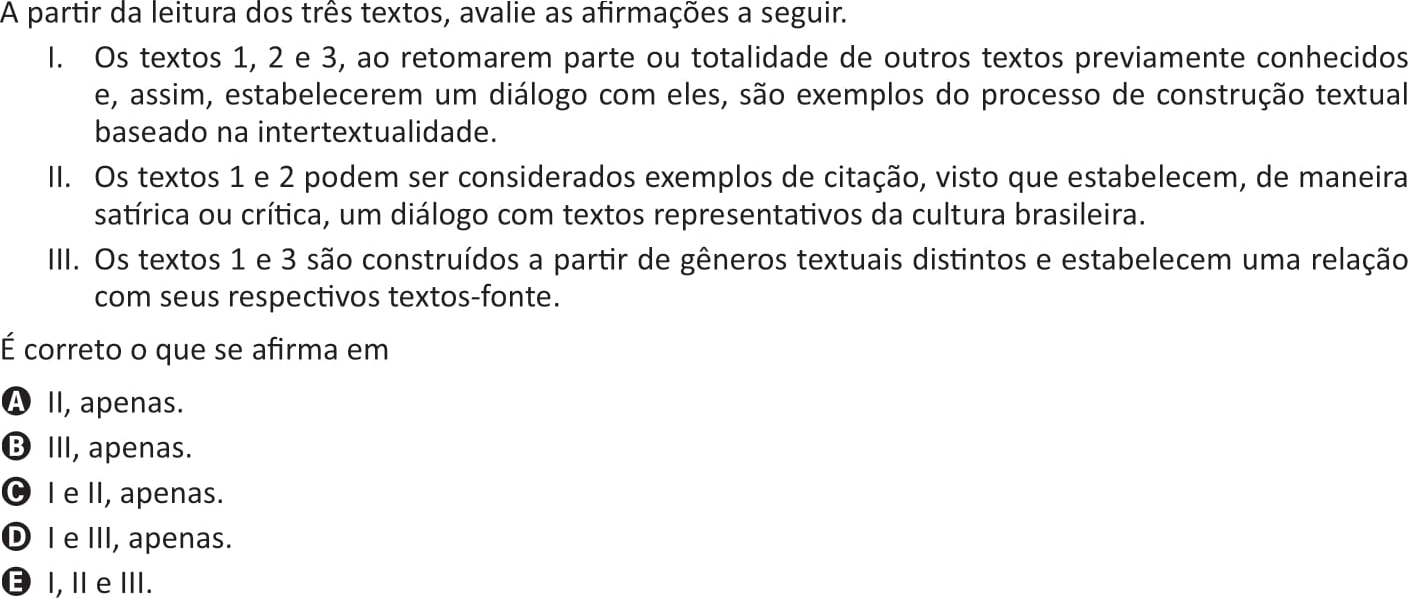 A partir da leitura dos três textos, avalie as afirmações a seguir.
I. Os textos 1, 2 e 3, ao retomarem parte ou totalidade de outros textos previamente conhecidos
e, assim, estabelecerem um diálogo com eles, são exemplos do processo de construção textual
baseado na intertextualidade.
II. Os textos 1 e 2 podem ser considerados exemplos de citação, visto que estabelecem, de maneira
satírica ou crítica, um diálogo com textos representativos da cultura brasileira.
III. Os textos 1 e 3 são construídos a partir de gêneros textuais distintos e estabelecem uma relação
com seus respectivos textos-fonte.
É correto o que se afirma em
A II, apenas.
B III, apenas.
C I e II, apenas.
D I e III, apenas.
E I, II e III.